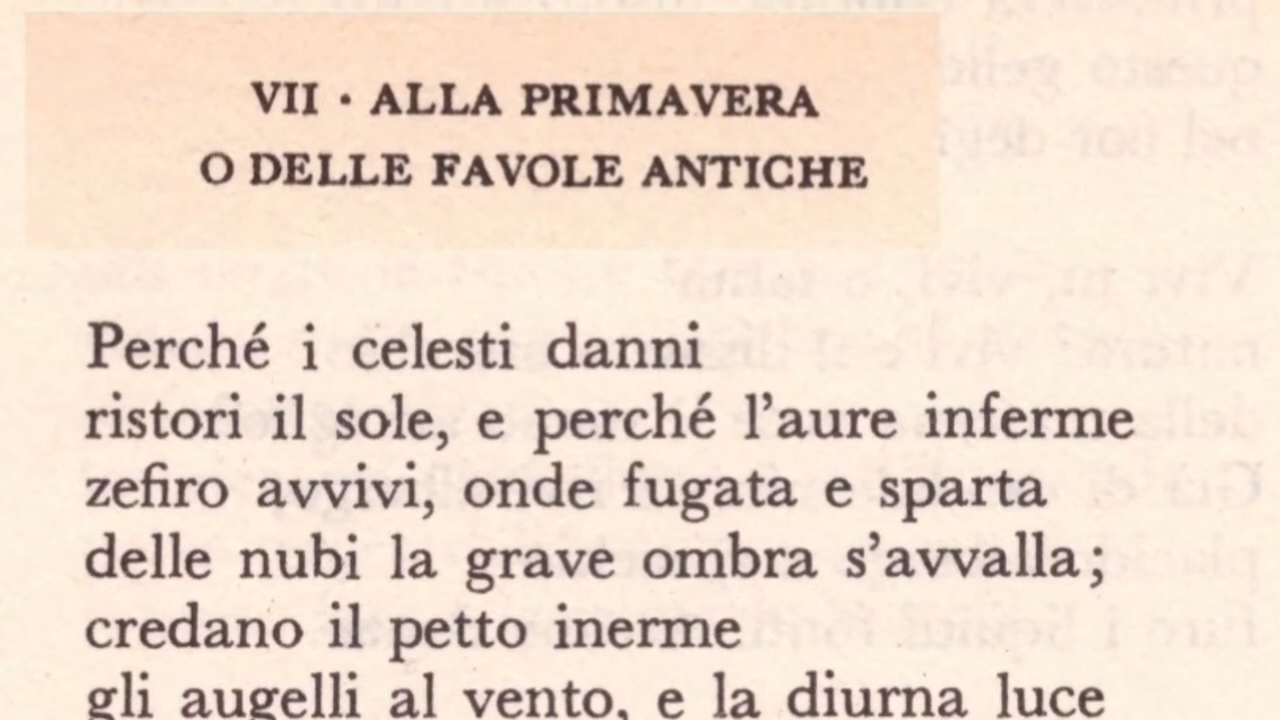 VII · ALLA PRIMAVERA
O DELLE FAVOLE ANTICHE
Perché i celesti danni
ristori il sole, e perché l’aure inferme
zefiro avvivi, onde fugata e sparta
delle nubi la grave ombra s’avvalla;
credano il petto inerme
gli augelli al vento, e la diurna luce